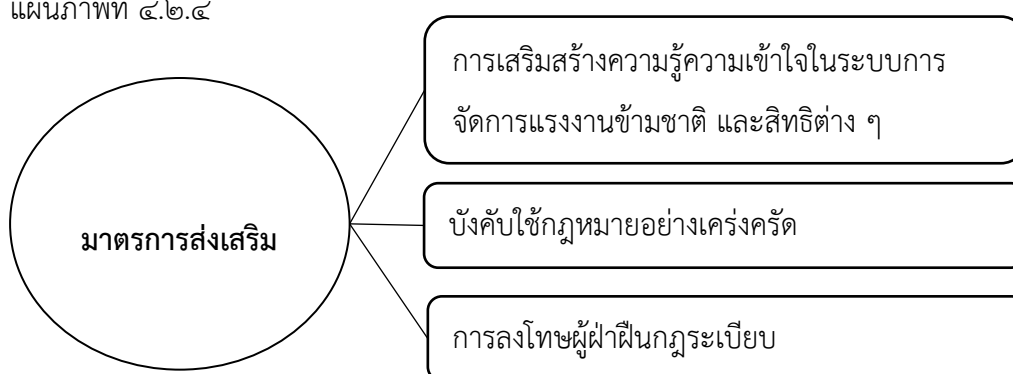 แผนภาพที่ ๔.๒.๔
การเสริมสร้างความรู้ความเข้าใจในระบบการ
จัดการแรงงานข้ามชาติ และสิทธิต่าง ๆ
มาตรการส่งเสริม
บังคับใช้กฎหมายอย่างเคร่งครัด
การลงโทษผู้ฝ่าฝืนกฎระเบียบ